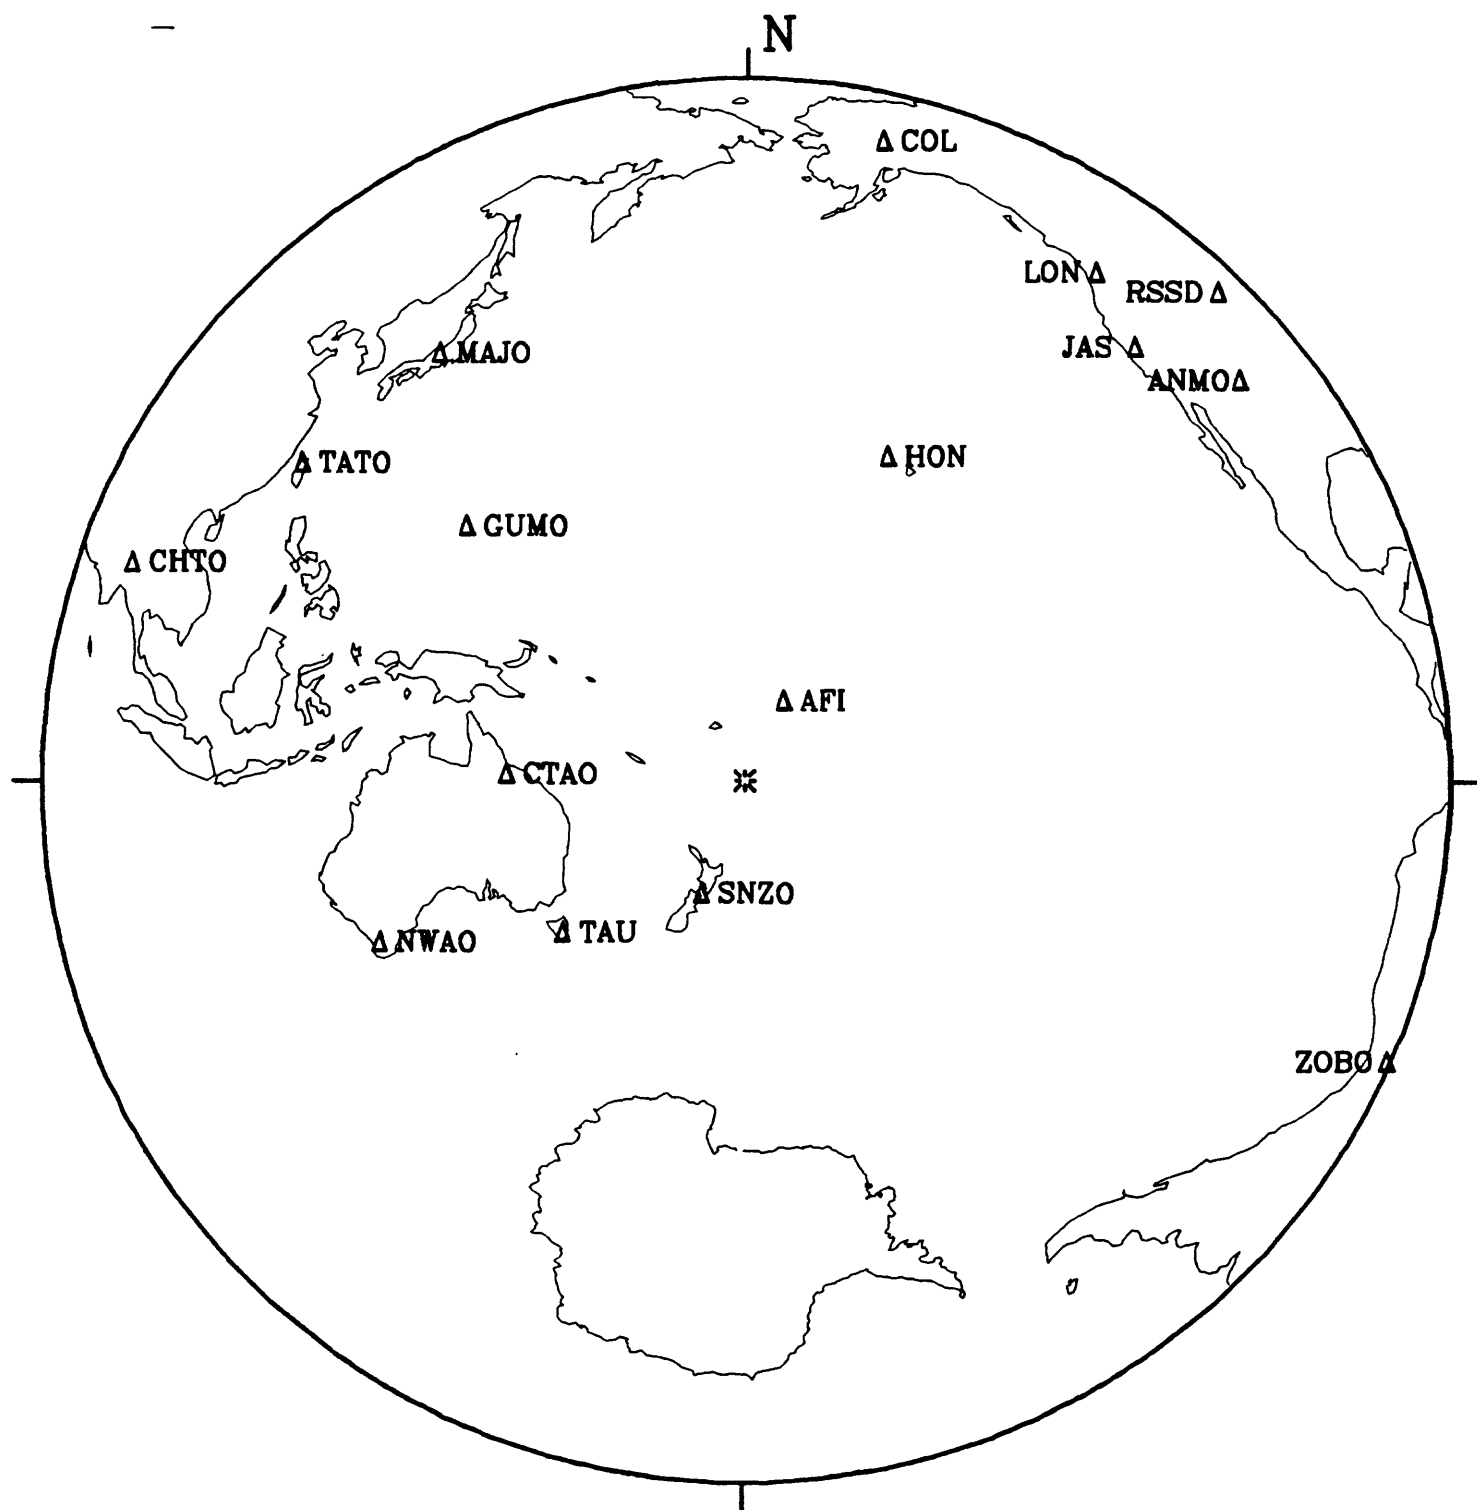 N
COL
LON
RSSD
JAS
MAJO
ANMO
HON
TATO
GUMO
CHTO
AFI
CTAO
SNZO
TAU
NWAO
ZOBO